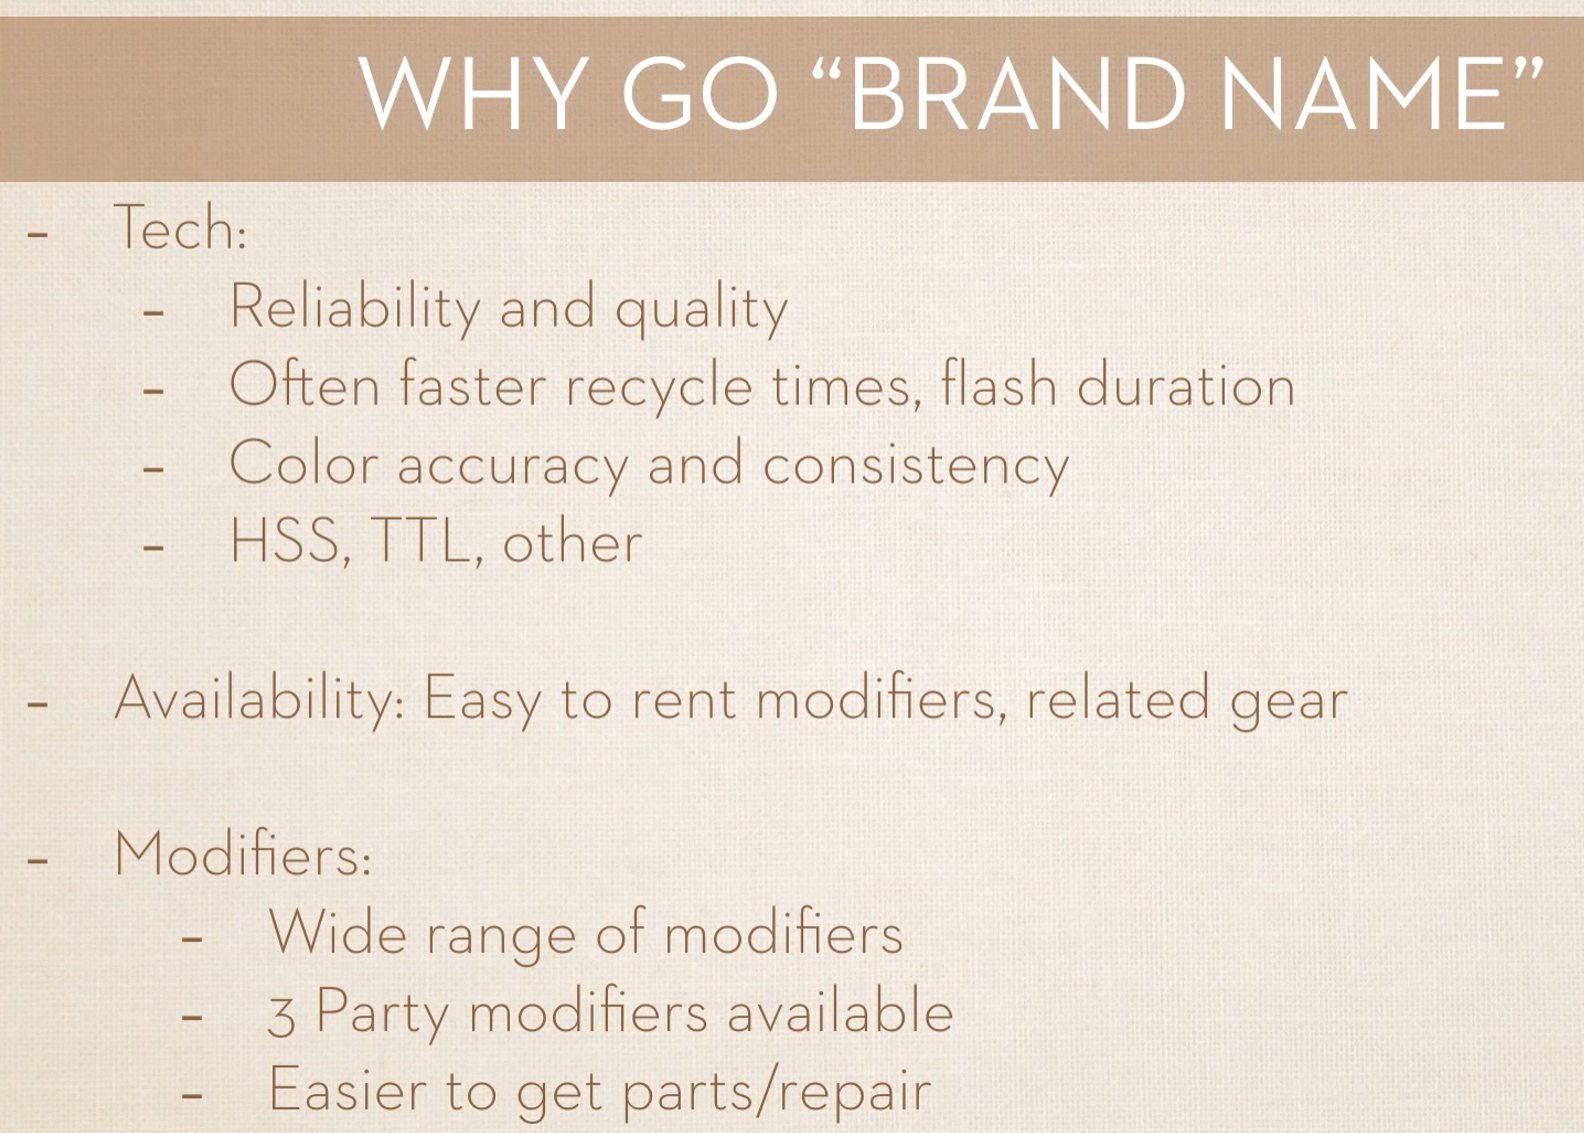 WHY GO “BRAND NAME”
- Tech:
- Reliability and quality
- Often faster recycle times, flash duration
- Color accuracy and consistency
- HSS, TTL, other
- Availability: Easy to rent modifiers, related gear
- Modifiers:
- Wide range of modifiers
- 3 Party modifiers available
- Easier to get parts/repair